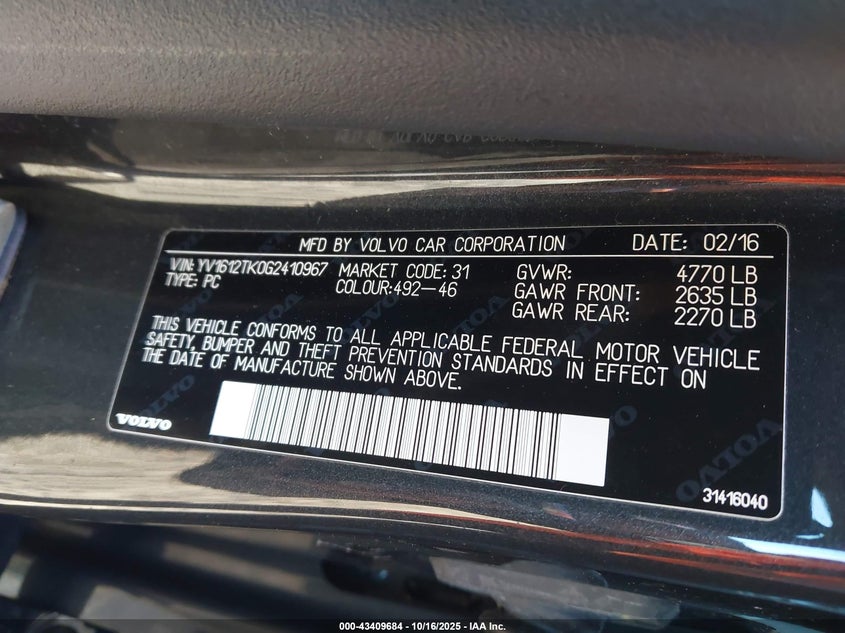 MFD BY VOLVO CAR CORPORATION DATE: 02/16
VIN: YV1612TK0G2410967 MARKET CODE: 31 GVWR: 4770 LB
TYPE: PC COLOUR:492-46 GAWR FRONT: 2635 LB
GAWR REAR: 2270 LB
THIS VEHICLE CONFORMS TO ALL APPLICABLE FEDERAL MOTOR VEHICLE
SAFETY, BUMPER AND THEFT PREVENTION STANDARDS IN EFFECT ON
THE DATE OF MANUFACTURE SHOWN ABOVE.
VOLVO
31416040
000-43409684 - 10/16/2025 - IAA Inc.